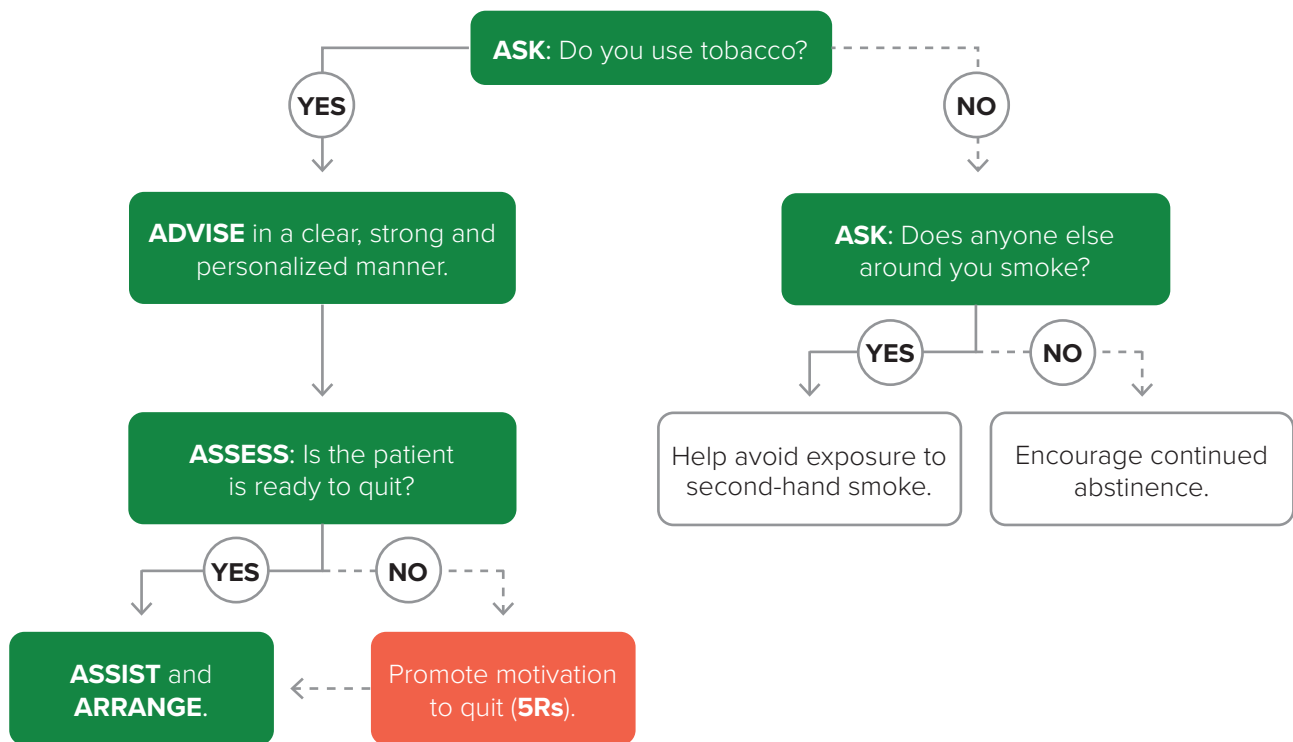 ASK: Do you use tobacco?
YES
NO
ADVISE in a clear, strong and
personalized manner.
ASK: Does anyone else
around you smoke?
YES
NO
ASSESS: Is the patient
is ready to quit?
Help avoid exposure to
second-hand smoke.
Encourage continued
abstinence.
YES
NO
ASSIST and
ARRANGE.
Promote motivation
to quit (5Rs).